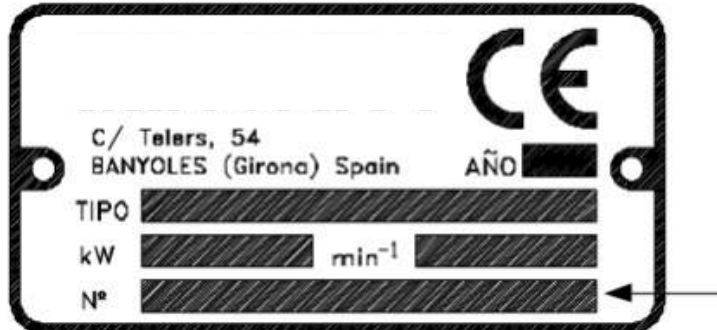 CE
C/ Telers, 54
BANYOLES (Girona) Spain AÑO
TIPO
kW min⁻¹
Nº